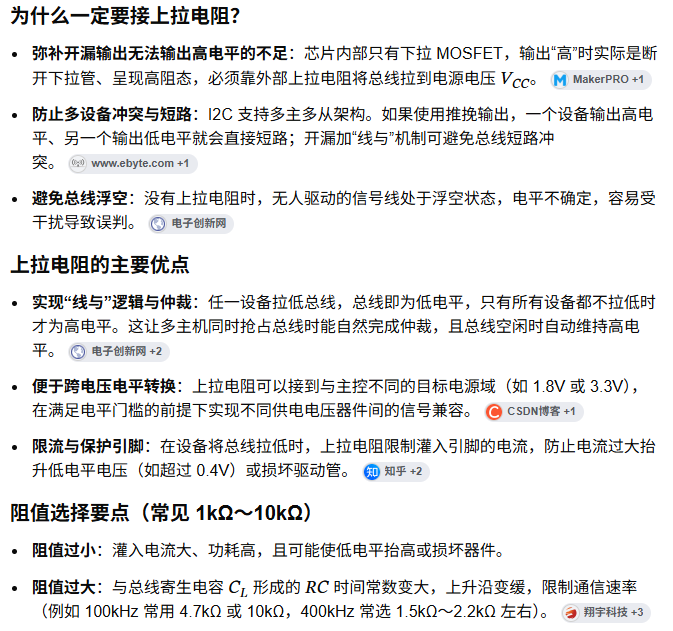 为什么一定要接上拉电阻？
• 弥补开漏输出无法输出高电平的不足：芯片内部只有下拉 MOSFET，输出“高”时实际是断
开下拉管、呈现高阻态，必须靠外部上拉电阻将总线拉到电源电压 VCC。 MakerPRO +1
• 防止多设备冲突与短路：I2C 支持多主多从架构。如果使用推挽输出，一个设备输出高电
平、另一个输出低电平就会直接短路；开漏加“线与”机制可避免总线短路冲
突。 www.ebyte.com +1
• 避免总线浮空：没有上拉电阻时，无人驱动的信号线处于浮空状态，电平不确定，容易受
干扰导致误判。 电子创新网
上拉电阻的主要优点
• 实现“线与”逻辑与仲裁：任一设备拉低总线，总线即为低电平，只有所有设备都不拉低时
才为高电平。这让多主机同时抢占总线时能自然完成仲裁，且总线空闲时自动维持高电
平。 电子创新网 +2
• 便于跨电压电平转换：上拉电阻可以接到与主控不同的目标电源域（如 1.8V 或 3.3V），
在满足电平门槛的前提下实现不同供电电压器件间的信号兼容。 CSDN博客 +1
• 限流与保护引脚：在设备将总线拉低时，上拉电阻限制灌入引脚的电流，防止电流过大抬
升低电平电压（如超过 0.4V）或损坏驱动管。 知 知乎 +2
阻值选择要点（常见 1kΩ～10kΩ）
• 阻值过小：灌入电流大、功耗高，且可能使低电平抬高或损坏器件。
• 阻值过大：与总线寄生电容 CL 形成的 RC 时间常数变大，上升沿变缓，限制通信速率
（例如 100kHz 常用 4.7kΩ 或 10kΩ，400kHz 常选 1.5kΩ～2.2kΩ 左右）。 翔宇科技 +3